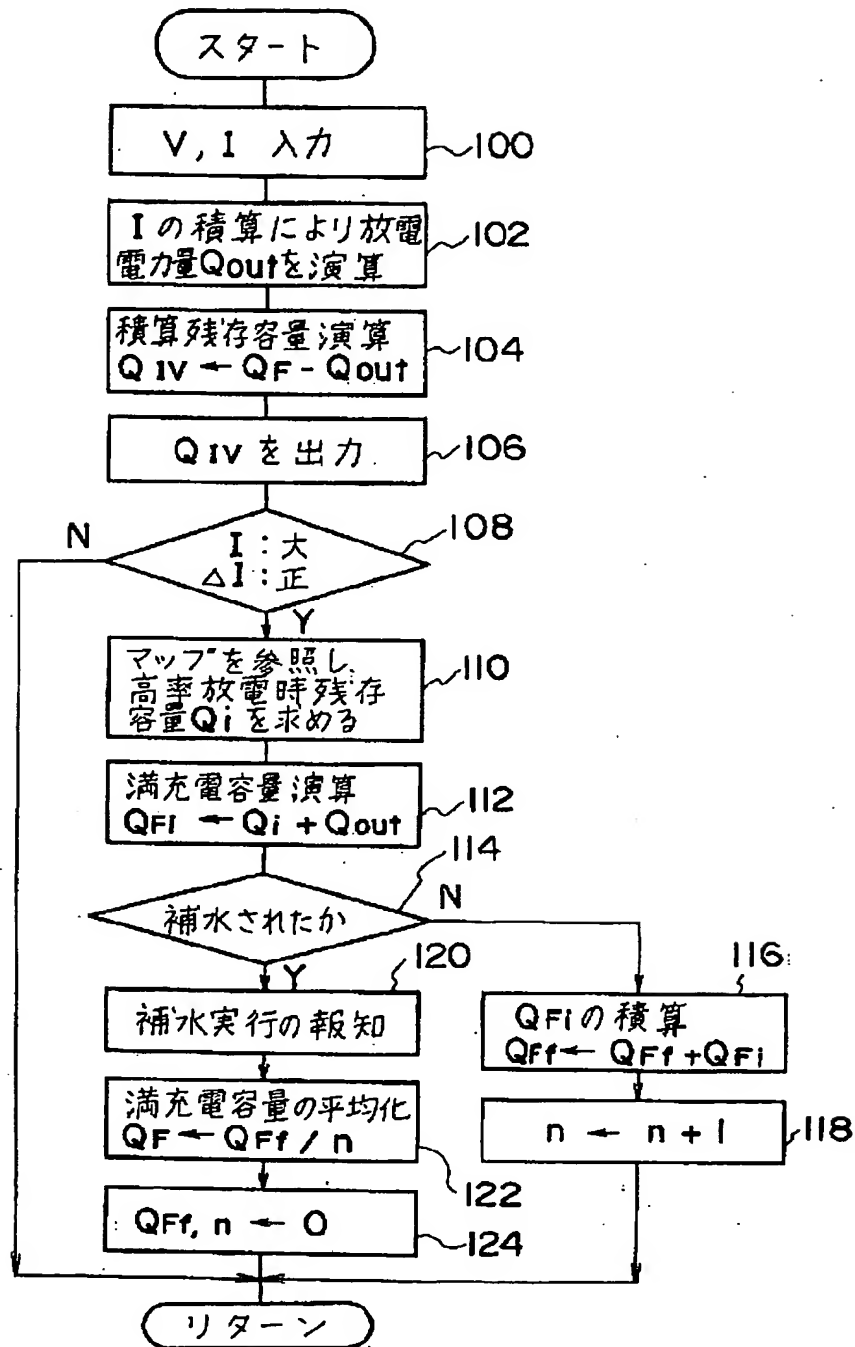 スタート
V, I 入力
100
Iの積算により放電
電力量Qoutを演算
102
積算残存容量演算
QIV ← QF - Qout
104
QIVを出力
106
N
I : 大
△I : 正
108
Y
マップを参照し、
高率放電時残存
容量Qiを求める
110
満充電容量演算
QFI ← Qi + Qout
112
114
補水されたか
N
Y
120
補水実行の報知
116
QFiの積算
QFf ← QFf + QFi
満充電容量の平均化
QF ← QFf / n
122
n ← n + 1
118
QFf, n ← 0
124
リターン